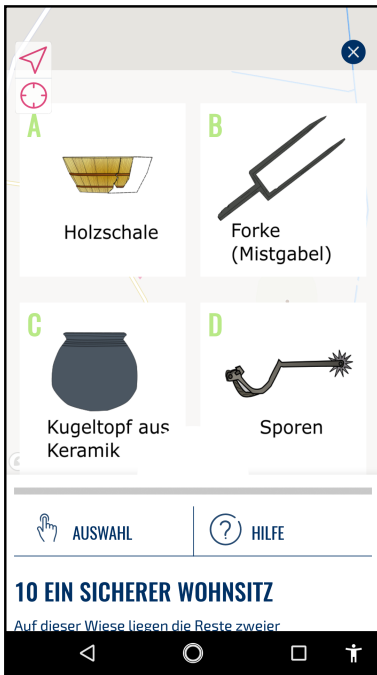 A
Holzschale
B
Forke
(Mistgabel)
C
Kugeltopf aus
Keramik
D
Sporen
AUSWAHL
? HILFE
10 EIN SICHERER WOHNSITZ
Auf dieser Wiese liegen die Reste zweier